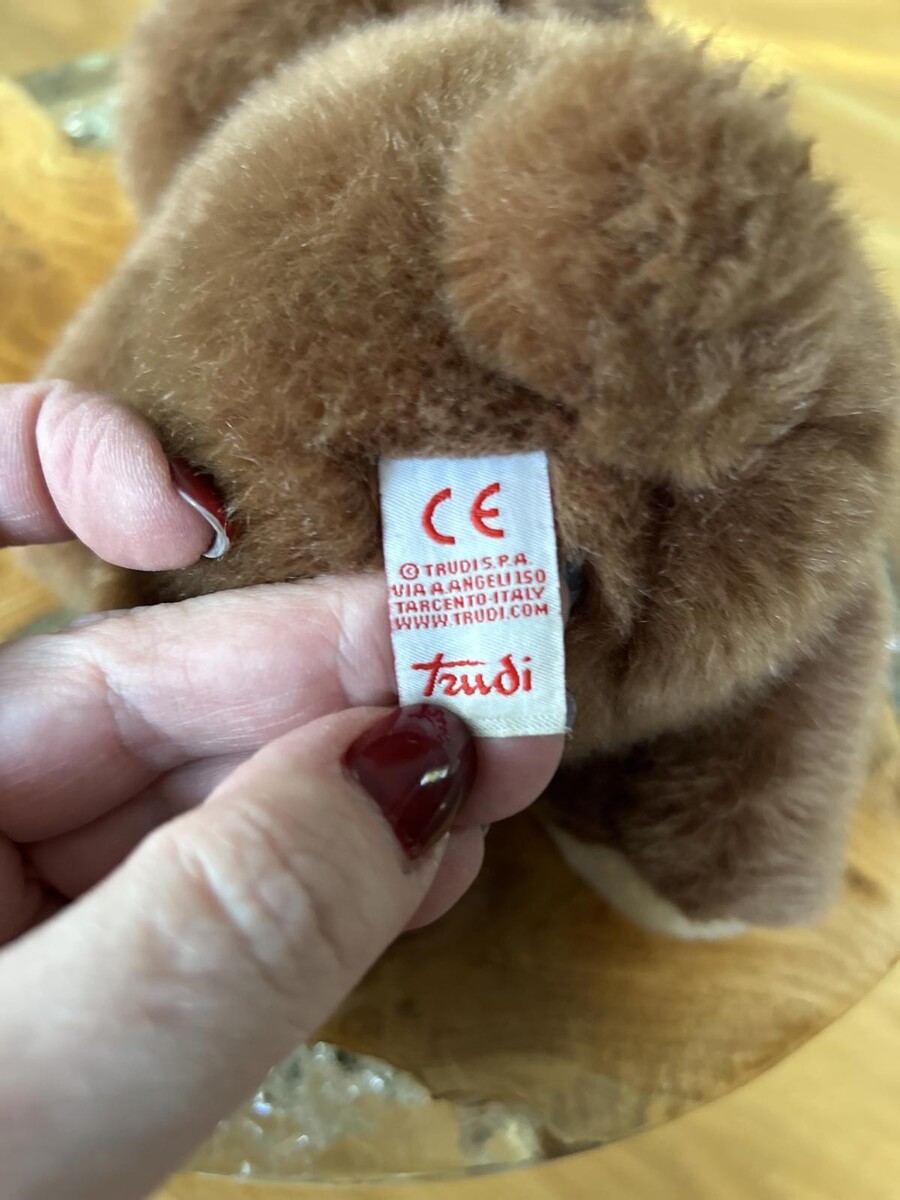 CE
© TRUDI S.P.A.
VIA A.ANGELI 150
TARCENTO-ITALY
WWW.TRUDI.COM
Trudi